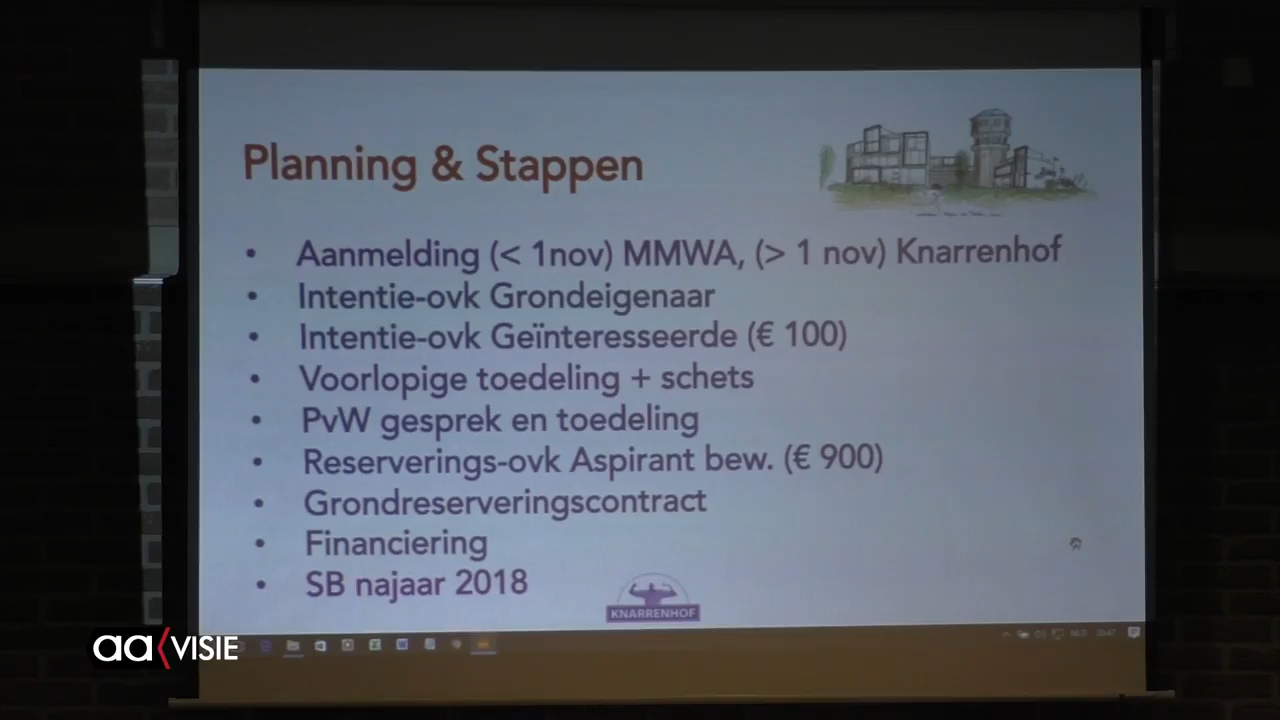 Planning & Stappen
• Aanmelding (< 1nov) MMWA, (> 1 nov) Knarrenhof
• Intentie-ovk Grondeigenaar
• Intentie-ovk Geïnteresseerde (€ 100)
• Voorlopige toedeling + schets
• PvW gesprek en toedeling
• Reserverings-ovk Aspirant bew. (€ 900)
• Grondreserveringscontract
• Financiering
• SB najaar 2018
KNARRENHOF
aa VISIE
NLD